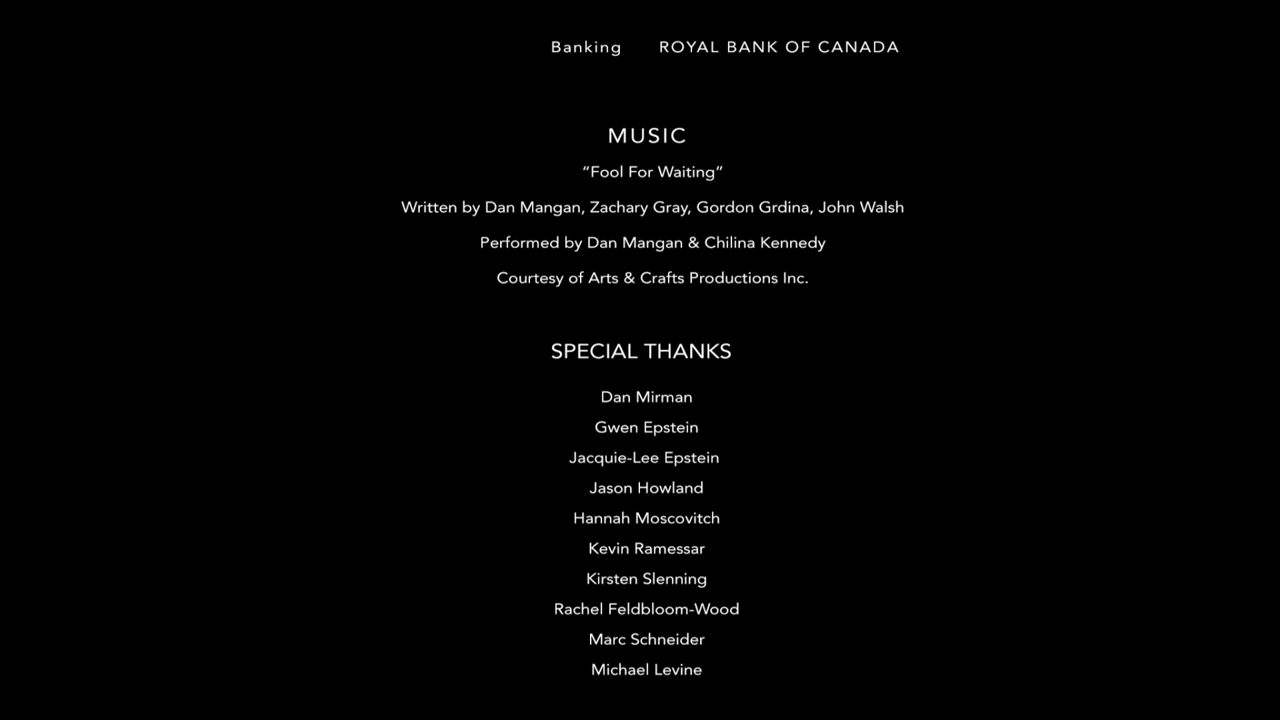 Banking ROYAL BANK OF CANADA
MUSIC
“Fool For Waiting”
Written by Dan Mangan, Zachary Gray, Gordon Grdina, John Walsh
Performed by Dan Mangan & Chilina Kennedy
Courtesy of Arts & Crafts Productions Inc.
SPECIAL THANKS
Dan Mirman
Gwen Epstein
Jacquie-Lee Epstein
Jason Howland
Hannah Moscovitch
Kevin Ramessar
Kirsten Slenning
Rachel Feldbloom-Wood
Marc Schneider
Michael Levine